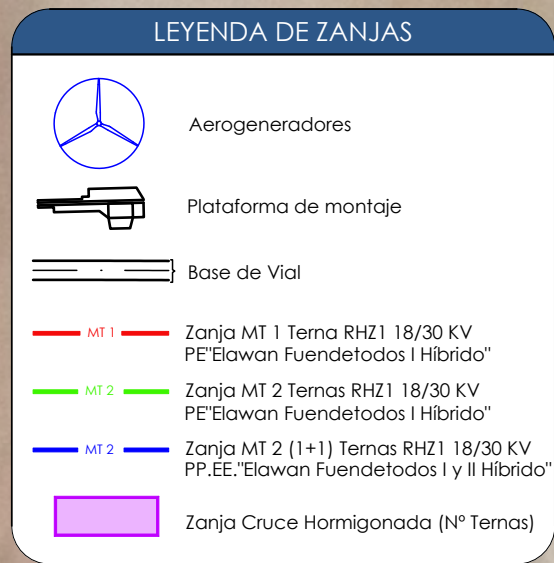 LEYENDA DE ZANJAS
Aerogeneradores
Plataforma de montaje
Base de Vial
MT 1
Zanja MT 1 Terna RHZ1 18/30 KV
PE"Elawan Fuendetodos I Híbrido"
MT 2
Zanja MT 2 Ternas RHZ1 18/30 KV
PE"Elawan Fuendetodos I Híbrido"
MT 2
Zanja MT 2 (1+1) Ternas RHZ1 18/30 KV
PP.EE."Elawan Fuendetodos I y II Híbrido"
Zanja Cruce Hormigonada (Nº Ternas)